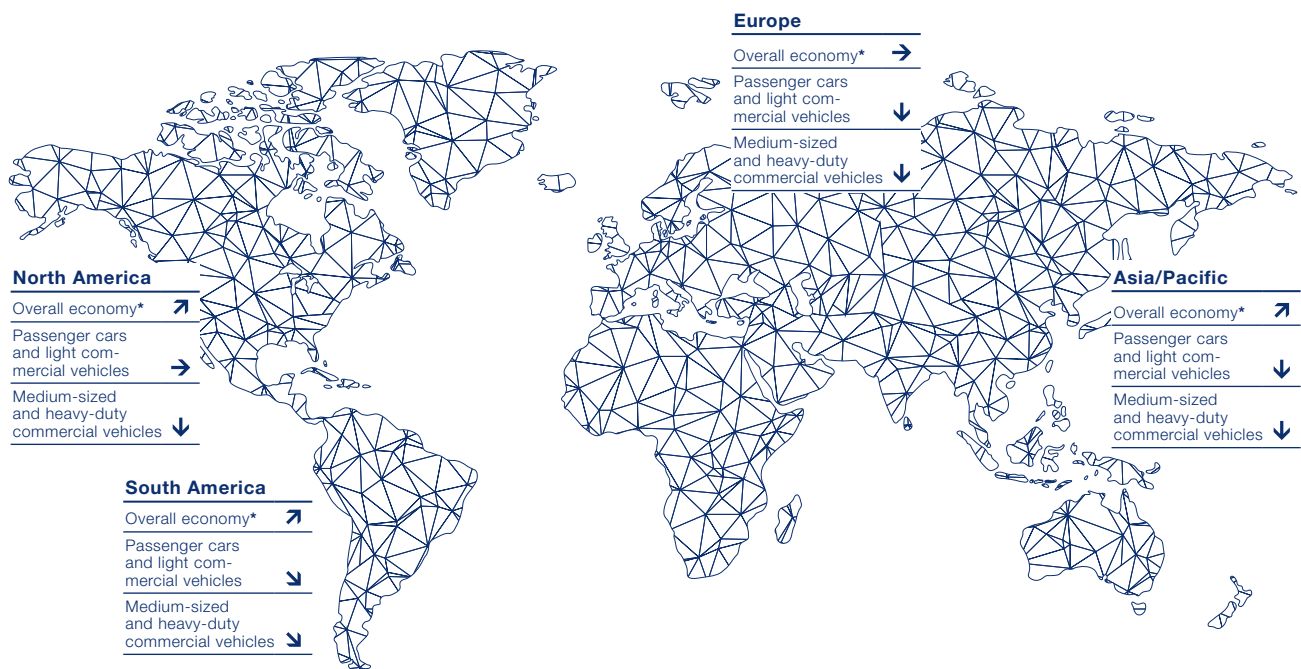 Europe
Overall economy*
Passenger cars
and light com-
mercial vehicles
Medium-sized
and heavy-duty
commercial vehicles
North America
Overall economy*
Passenger cars
and light com-
mercial vehicles
Medium-sized
and heavy-duty
commercial vehicles
Asia/Pacific
Overall economy*
Passenger cars
and light com-
mercial vehicles
Medium-sized
and heavy-duty
commercial vehicles
South America
Overall economy*
Passenger cars
and light com-
mercial vehicles
Medium-sized
and heavy-duty
commercial vehicles